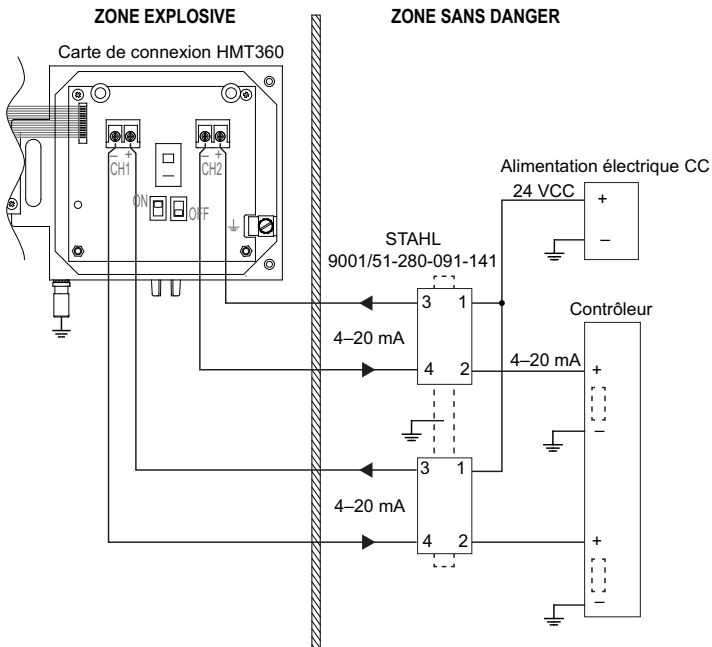 ZONE EXPLOSIVE
ZONE SANS DANGER
Carte de connexion HMT360
– +
CH1
– +
CH2
ON
OFF
Alimentation électrique CC
24 VCC
+
–
STAHL
9001/51-280-091-141
3 1
4–20 mA
4 2
Contrôleur
4–20 mA
+
–
3 1
4–20 mA
4 2
+
–